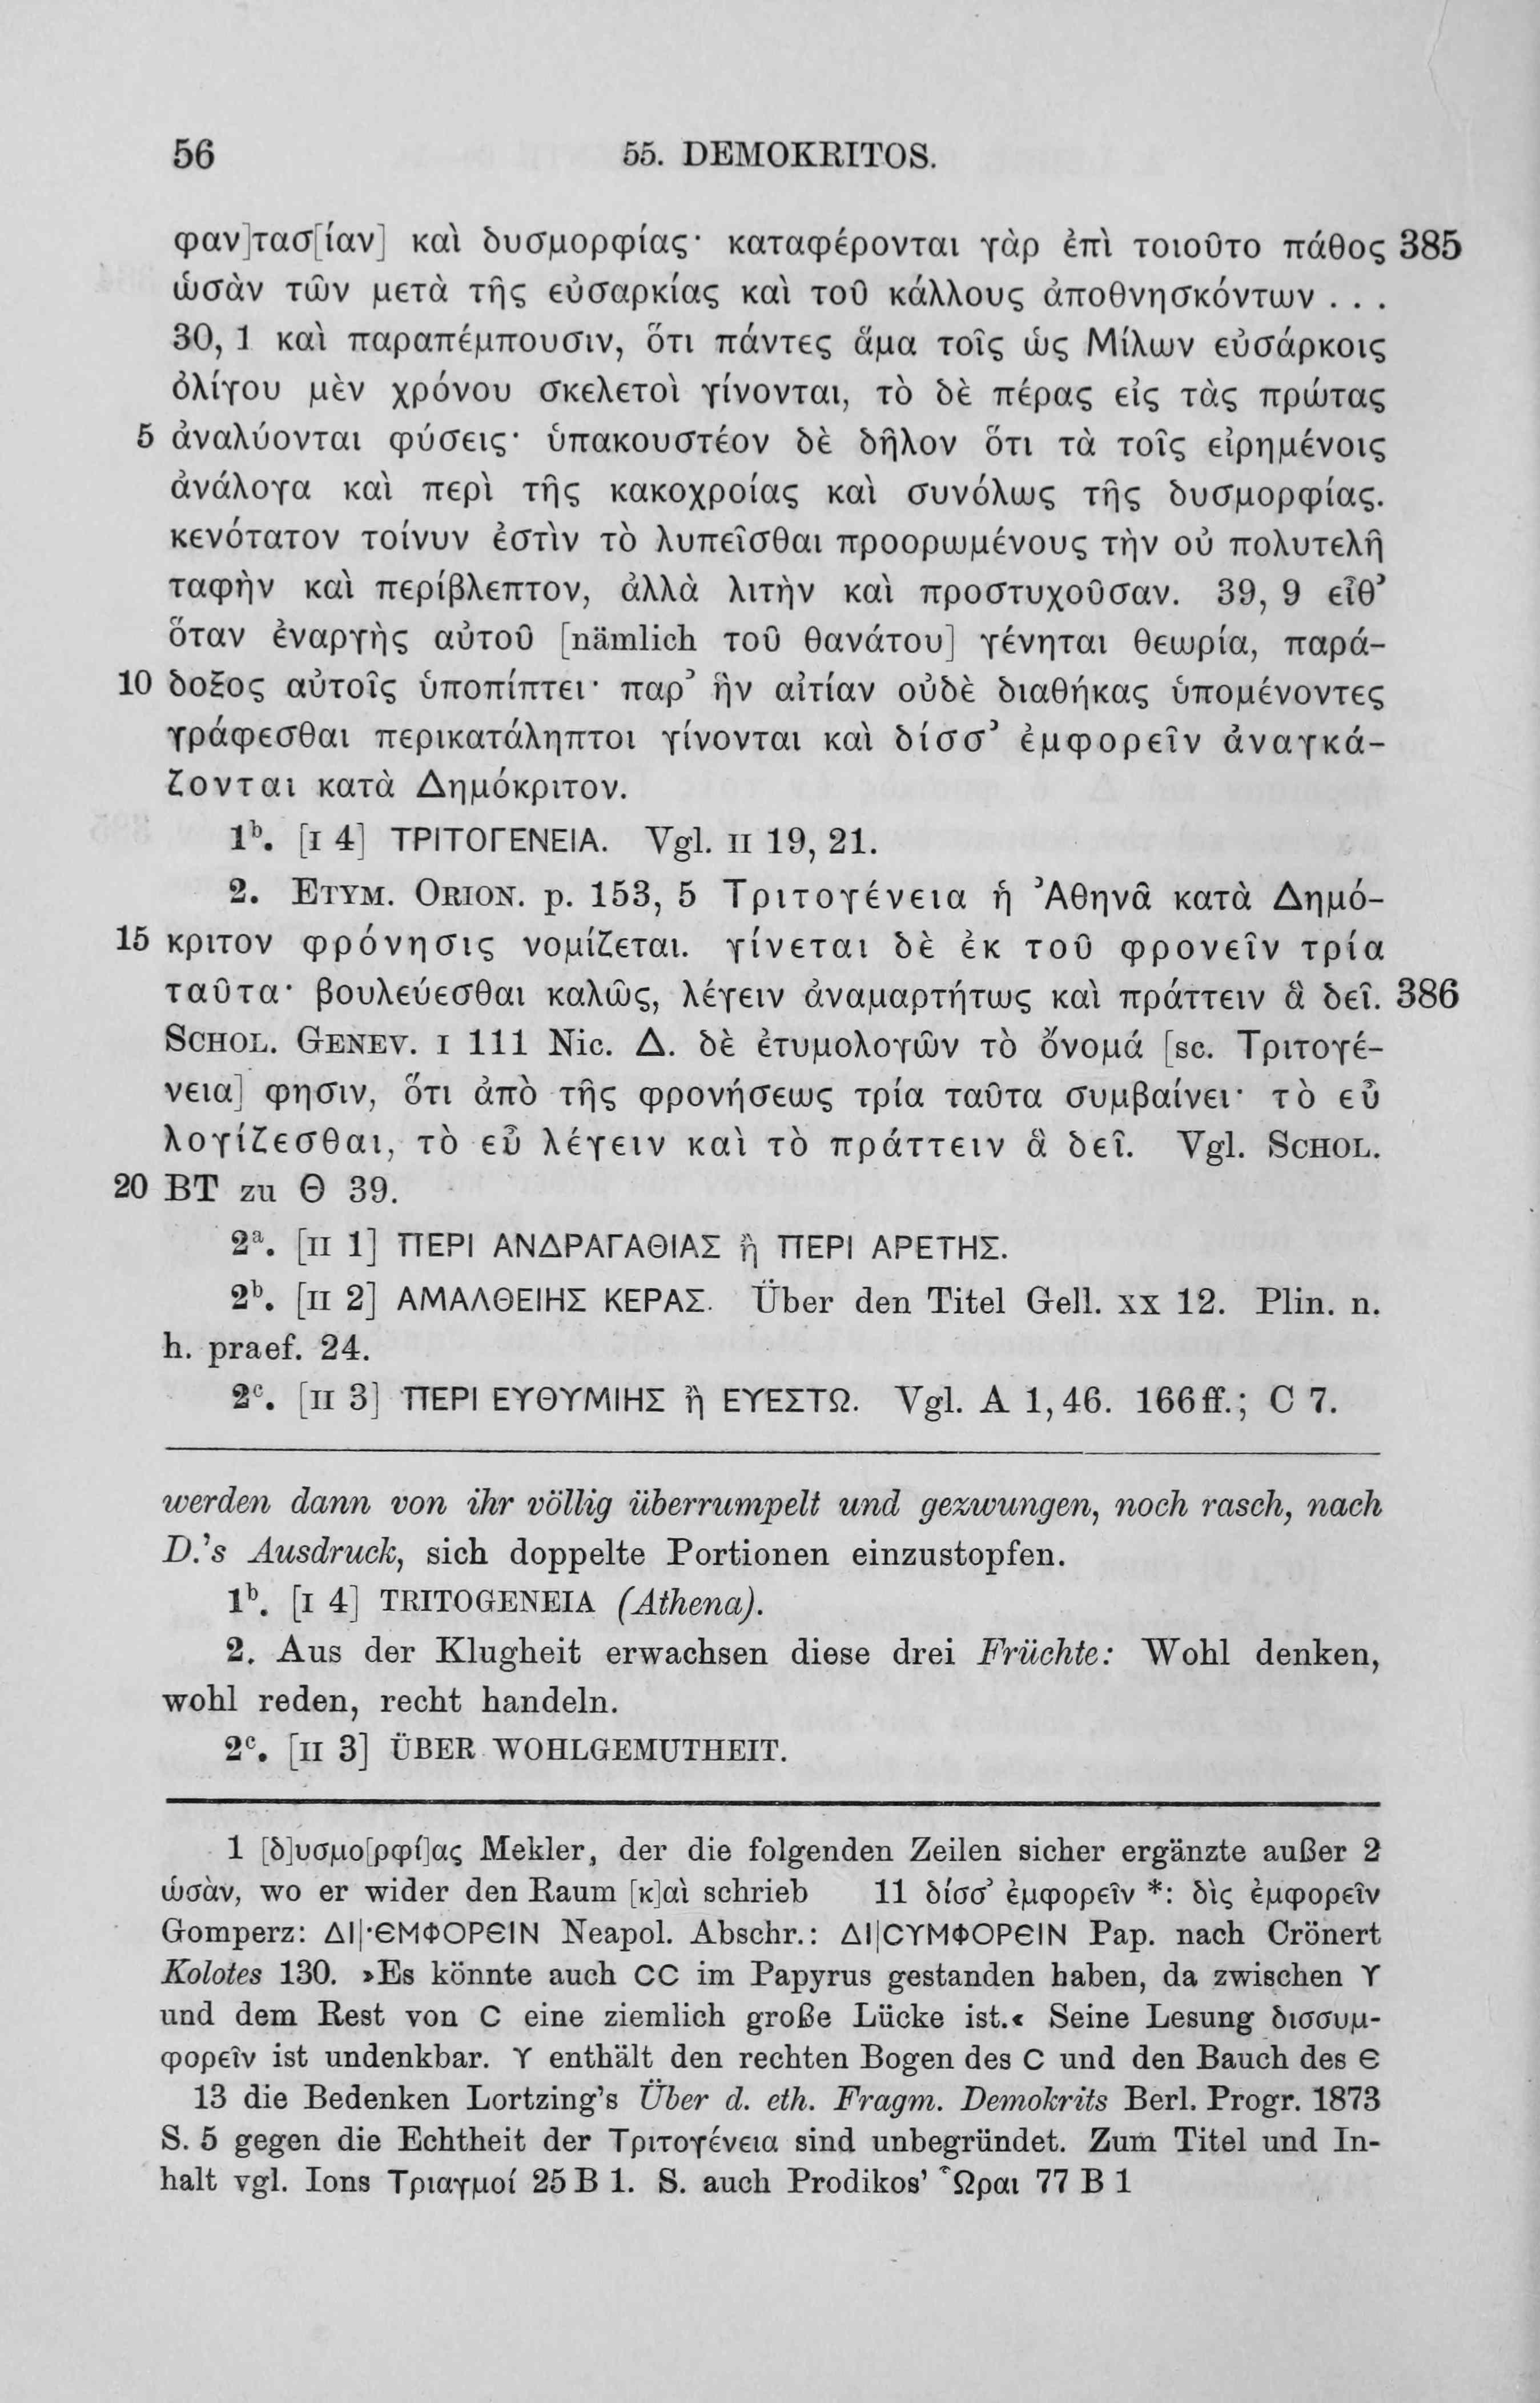 56 55. DEMOKRITOS.
φαν]τασ[ίαν] καὶ δυσμορφίας· καταφέρονται γὰρ ἐπὶ τοιοῦτο πάθος 385
ὡσὰν τῶν μετὰ τῆς εὐσαρκίας καὶ τοῦ κάλλους ἀποθνησκόντων . . .
30, 1 καὶ παραπέμπουσιν, ὅτι πάντες ἅμα τοῖς ὡς Μίλων εὐσάρκοις
ὀλίγου μὲν χρόνου σκελετοὶ γίνονται, τὸ δὲ πέρας εἰς τὰς πρώτας
5 ἀναλύονται φύσεις· ὑπακουστέον δὲ δῆλον ὅτι τὰ τοῖς εἰρημένοις
ἀνάλογα καὶ περὶ τῆς κακοχροίας καὶ συνόλως τῆς δυσμορφίας.
κενότατον τοίνυν ἐστὶν τὸ λυπεῖσθαι προορωμένους τὴν οὐ πολυτελῆ
ταφὴν καὶ περίβλεπτον, ἀλλὰ λιτὴν καὶ προστυχοῦσαν. 39, 9 εἶθ’
ὅταν ἐναργὴς αὐτοῦ [nämlich τοῦ θανάτου] γένηται θεωρία, παρά-
10 δοξος αὐτοῖς ὑποπίπτει· παρ’ ἣν αἰτίαν οὐδὲ διαθήκας ὑπομένοντες
γράφεσθαι περικατάληπτοι γίνονται καὶ δίσσ’ ἐμφορεῖν ἀναγκά-
ζονται κατὰ Δημόκριτον.
1ᵇ. [I 4] ΤΡΙΤΟΓΕΝΕΙΑ. Vgl. II 19, 21.
2. ETYM. ORION. p. 153, 5 Τριτογένεια ἡ Ἀθηνᾶ κατὰ Δημό-
15 κριτον φρόνησις νομίζεται. γίνεται δὲ ἐκ τοῦ φρονεῖν τρία
ταῦτα· βουλεύεσθαι καλῶς, λέγειν ἀναμαρτήτως καὶ πράττειν ἃ δεῖ. 386
SCHOL. GENEV. I 111 Nic. Δ. δὲ ἐτυμολογῶν τὸ ὄνομά [sc. Τριτογέ-
νεια] φησιν, ὅτι ἀπὸ τῆς φρονήσεως τρία ταῦτα συμβαίνει· τὸ εὖ
λογίζεσθαι, τὸ εὖ λέγειν καὶ τὸ πράττειν ἃ δεῖ. Vgl. SCHOL.
20 BT zu Θ 39.
2ᵃ. [II 1] ΠΕΡΙ ΑΝΔΡΑΓΑΘΙΑΣ ἢ ΠΕΡΙ ΑΡΕΤΗΣ.
2ᵇ. [II 2] ΑΜΑΛΘΕΙΗΣ ΚΕΡΑΣ. Über den Titel Gell. XX 12. Plin. n.
h. praef. 24.
2ᶜ. [II 3] ΠΕΡΙ ΕΥΘΥΜΙΗΣ ἢ ΕΥΕΣΤΩ. Vgl. A 1, 46. 166 ff.; C 7.
werden dann von ihr völlig überrumpelt und gezwungen, noch rasch, nach
D.’s Ausdruck, sich doppelte Portionen einzustopfen.
1ᵇ. [I 4] TRITOGENEIA (Athena).
2. Aus der Klugheit erwachsen diese drei Früchte: Wohl denken,
wohl reden, recht handeln.
2ᶜ. [II 3] ÜBER WOHLGEMUTHEIT.
1 [δ]υσμο[ρφί]ας Mekler, der die folgenden Zeilen sicher ergänzte außer 2
ὡσὰν, wo er wider den Raum [κ]αὶ schrieb 11 δίσσ’ ἐμφορεῖν *: δὶς ἐμφορεῖν
Gomperz: ΔΙ|·ЄΜΦΟΡЄΙΝ Neapol. Abschr.: ΔΙ|CΥΜΦΟΡЄΙΝ Pap. nach Crönert
Kolotes 130. »Es könnte auch CC im Papyrus gestanden haben, da zwischen Υ
und dem Rest von C eine ziemlich große Lücke ist.« Seine Lesung δισσυμ-
φορεῖν ist undenkbar. Υ enthält den rechten Bogen des C und den Bauch des Є
13 die Bedenken Lortzing’s Über d. eth. Fragm. Demokrits Berl. Progr. 1873
S. 5 gegen die Echtheit der Τριτογένεια sind unbegründet. Zum Titel und In-
halt vgl. Ions Τριαγμοί 25 B 1. S. auch Prodikos’ Ὧραι 77 B 1